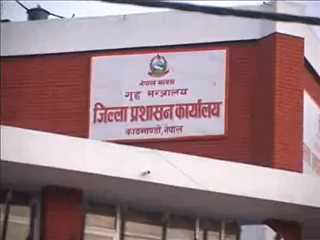 नेपाल सरकार
गृह मन्त्रालय
जिल्ला प्रशासन कार्यालय
काठमाण्डौ, नेपाल